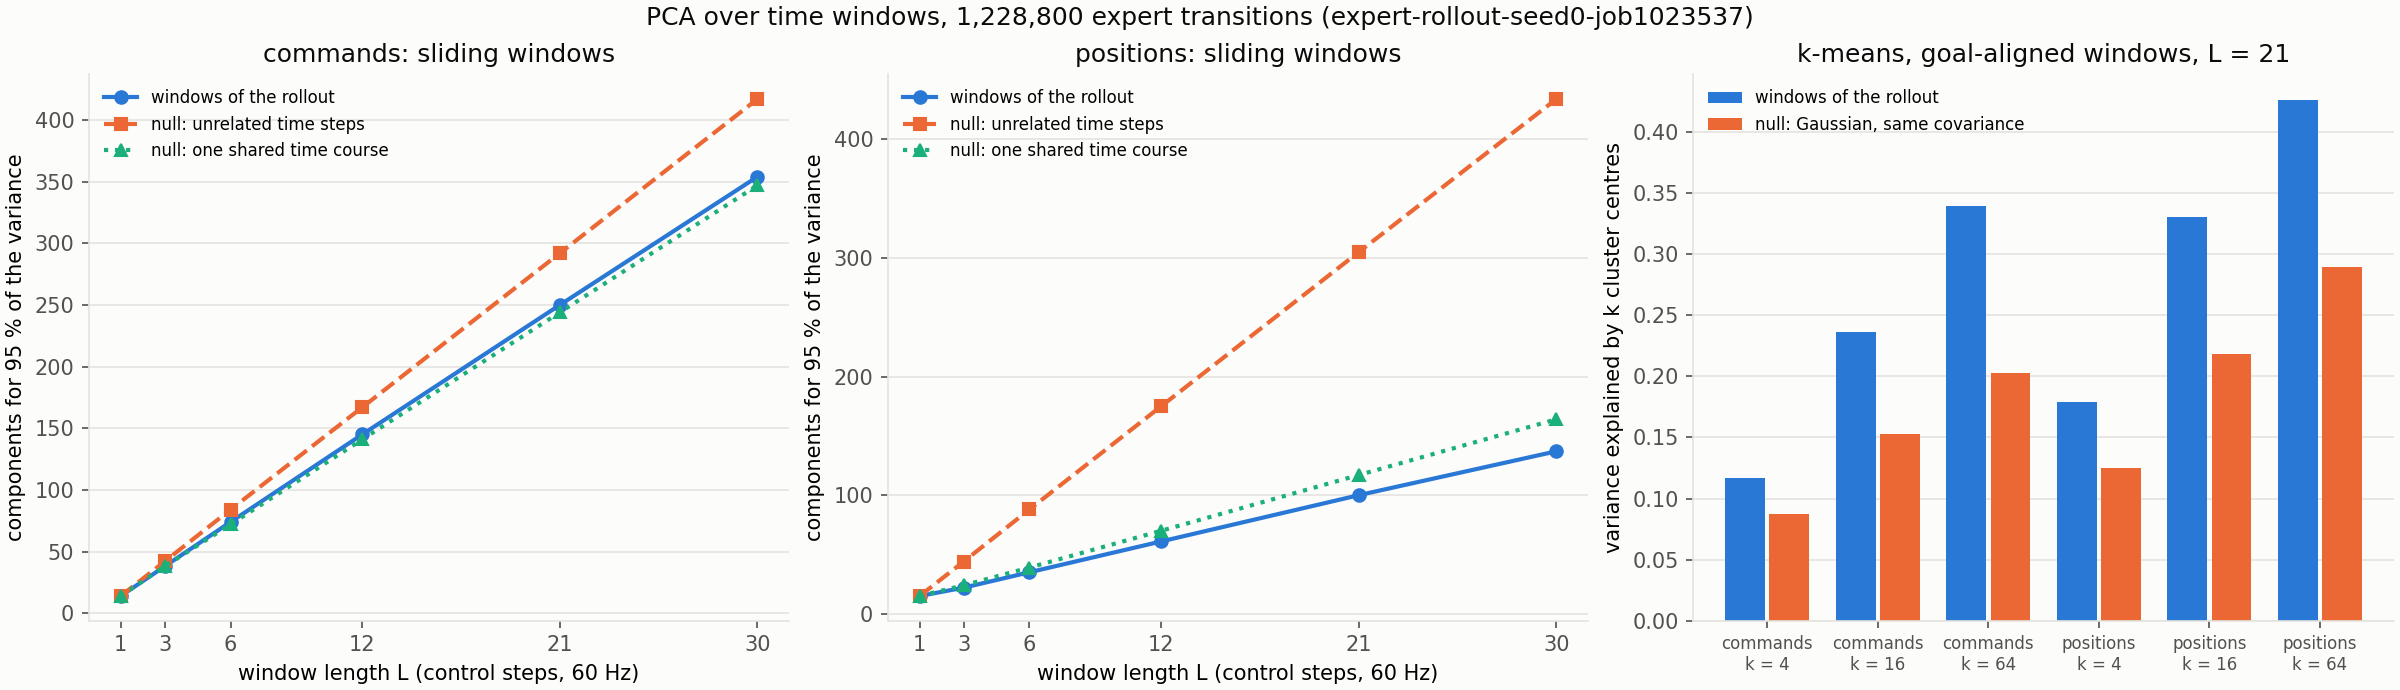 PCA over time windows, 1,228,800 expert transitions (expert-rollout-seed0-job1023537)
commands: sliding windows
components for 95 % of the variance
400
350
300
250
200
150
100
50
0
windows of the rollout
null: unrelated time steps
null: one shared time course
1 3 6 12 21 30
window length L (control steps, 60 Hz)
positions: sliding windows
components for 95 % of the variance
400
300
200
100
0
windows of the rollout
null: unrelated time steps
null: one shared time course
1 3 6 12 21 30
window length L (control steps, 60 Hz)
k-means, goal-aligned windows, L = 21
variance explained by k cluster centres
0.40
0.35
0.30
0.25
0.20
0.15
0.10
0.05
0.00
windows of the rollout
null: Gaussian, same covariance
commands commands commands positions positions positions
k = 4 k = 16 k = 64 k = 4 k = 16 k = 64